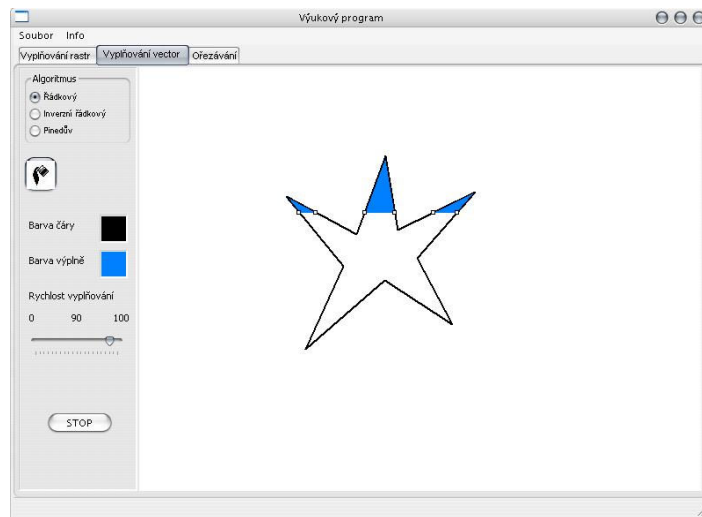 Výukový program
Soubor Info
Vyplňování rastr Vyplňování vector Ořezávání
Algoritmus
Řádkový
Inverzní řádkový
Pinedův
Barva čáry
Barva výplně
Rychlost vyplňování
0 90 100
STOP